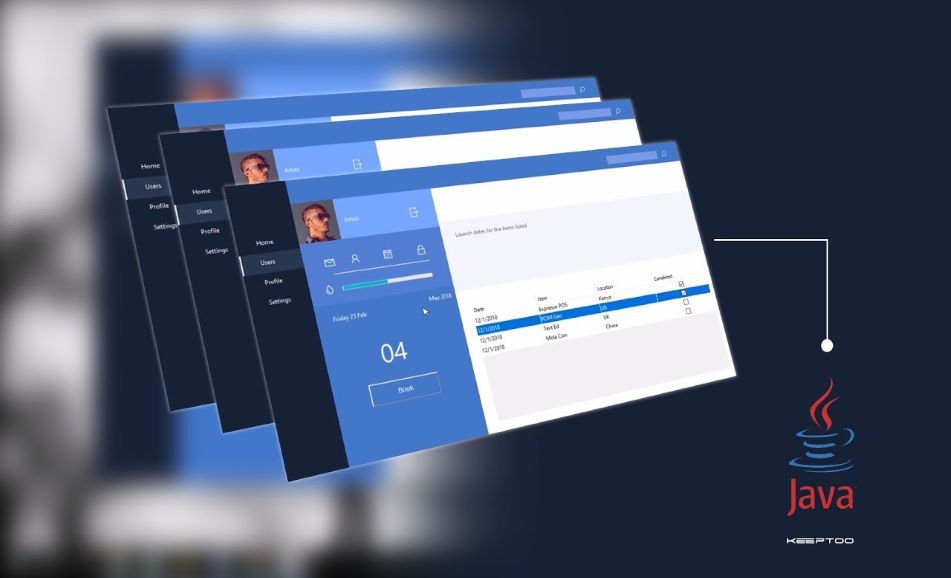 Home
Users
Profile
Settings
Amos
Home
Users
Profile
Settings
Amos
Home
Users
Profile
Settings
Launch dates for the items listed
May 2018
Friday 23 Feb
04
Book
Date Item Location Completed
12/1/2018 Espresso POS Kenya
12/1/2018 ROM Gen US
12/1/2018 Text Ed UK
12/1/2018 Meta Con China
Java
KEEPTOO